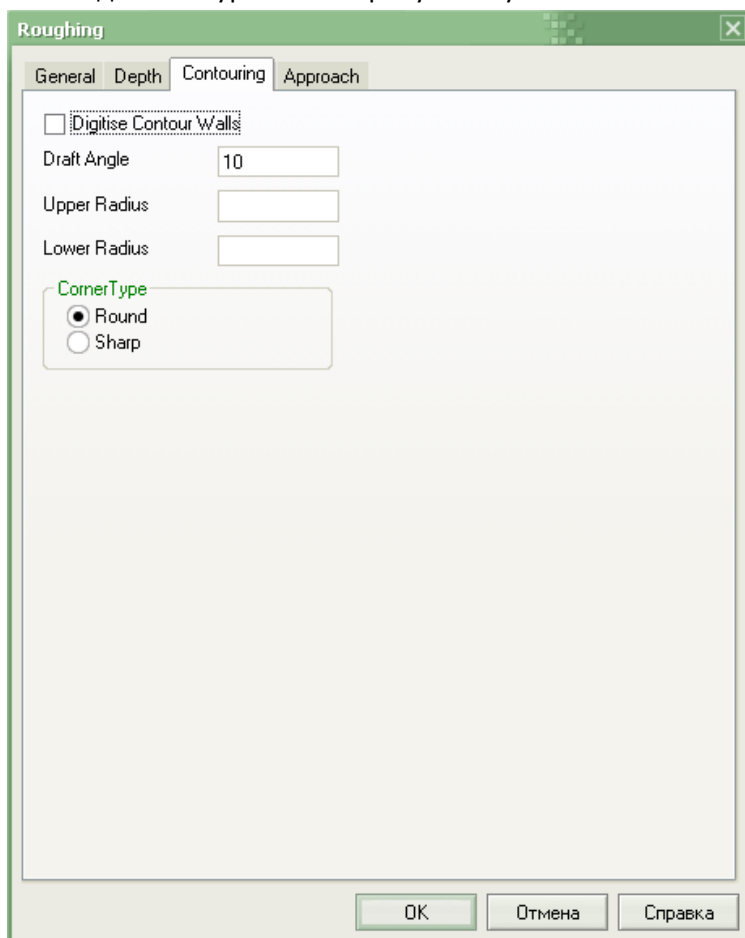 Roughing
General Depth Contouring Approach
Digitise Contour Walls
Draft Angle 10
Upper Radius
Lower Radius
CornerType
Round
Sharp
OK Отмена Справка